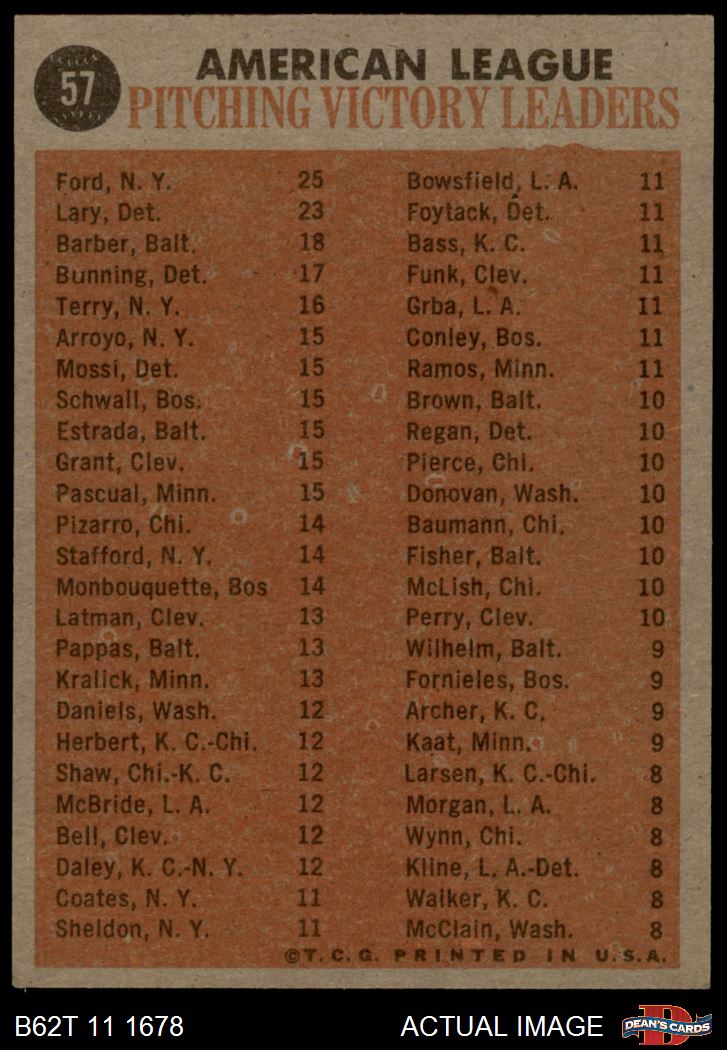 57
AMERICAN LEAGUE
PITCHING VICTORY LEADERS
Ford, N. Y. 25
Lary, Det. 23
Barber, Balt. 18
Bunning, Det. 17
Terry, N. Y. 16
Arroyo, N. Y. 15
Mossi, Det. 15
Schwall, Bos. 15
Estrada, Balt. 15
Grant, Clev. 15
Pascual, Minn. 15
Pizarro, Chi. 14
Stafford, N. Y. 14
Monbouquette, Bos 14
Latman, Clev. 13
Pappas, Balt. 13
Kralick, Minn. 13
Daniels, Wash. 12
Herbert, K. C.-Chi. 12
Shaw, Chi.-K. C. 12
McBride, L. A. 12
Bell, Clev. 12
Daley, K. C.-N. Y. 12
Coates, N. Y. 11
Sheldon, N. Y. 11
Bowsfield, L. A. 11
Foytack, Det. 11
Bass, K. C. 11
Funk, Clev. 11
Grba, L. A. 11
Conley, Bos. 11
Ramos, Minn. 11
Brown, Balt. 10
Regan, Det. 10
Pierce, Chi. 10
Donovan, Wash. 10
Baumann, Chi. 10
Fisher, Balt. 10
McLish, Chi. 10
Perry, Clev. 10
Wilhelm, Balt. 9
Fornieles, Bos. 9
Archer, K. C. 9
Kaat, Minn. 9
Larsen, K. C.-Chi. 8
Morgan, L. A. 8
Wynn, Chi. 8
Kline, L. A.-Det. 8
Walker, K. C. 8
McClain, Wash. 8
©T. C. G. PRINTED IN U. S. A.
B62T 11 1678
ACTUAL IMAGE
D
DEAN'S CARDS